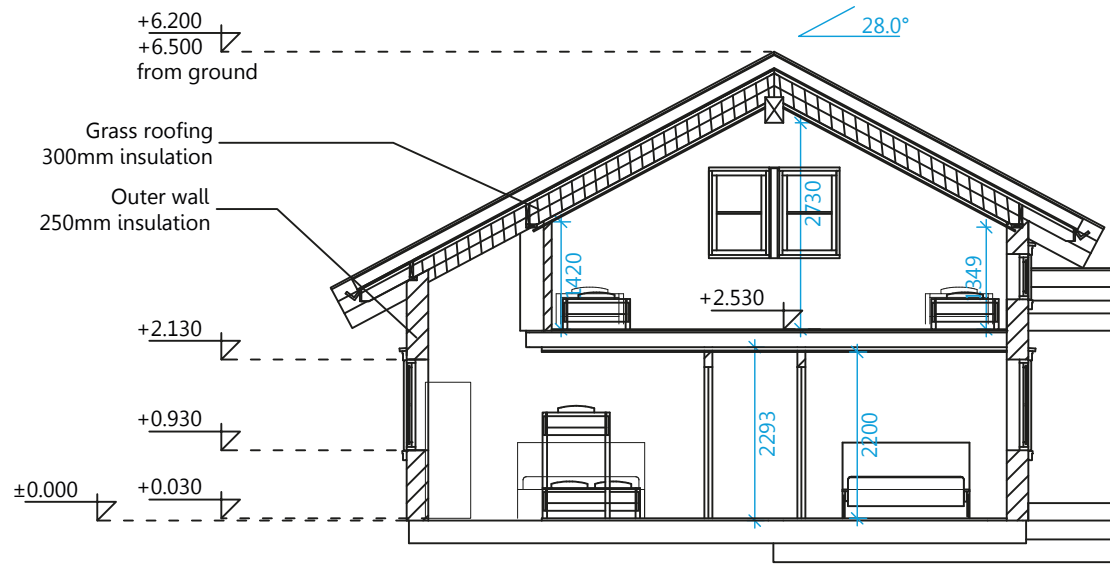 +6.200
+6.500
from ground
28.0°
Grass roofing
300mm insulation
Outer wall
250mm insulation
2730
1420
1349
+2.530
+2.130
+0.930
2293
2200
±0.000
+0.030